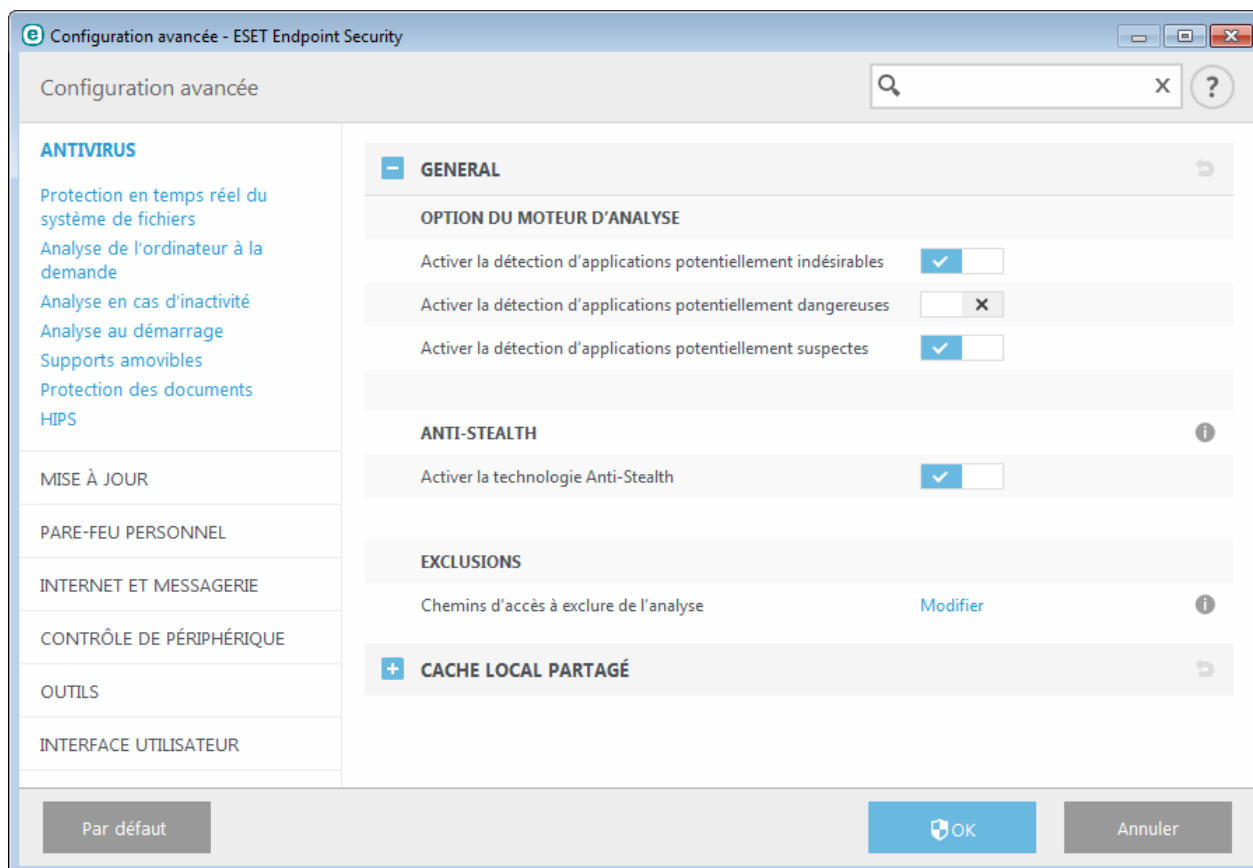 Configuration avancée - ESET Endpoint Security
Configuration avancée
?
ANTIVIRUS
Protection en temps réel du
système de fichiers
Analyse de l'ordinateur à la
demande
Analyse en cas d'inactivité
Analyse au démarrage
Supports amovibles
Protection des documents
HIPS
MISE À JOUR
PARE-FEU PERSONNEL
INTERNET ET MESSAGERIE
CONTRÔLE DE PÉRIPHÉRIQUE
OUTILS
INTERFACE UTILISATEUR
GENERAL
OPTION DU MOTEUR D'ANALYSE
Activer la détection d'applications potentiellement indésirables
Activer la détection d'applications potentiellement dangereuses
Activer la détection d'applications potentiellement suspectes
ANTI-STEALTH
Activer la technologie Anti-Stealth
EXCLUSIONS
Chemins d'accès à exclure de l'analyse Modifier
CACHE LOCAL PARTAGÉ
Par défaut
OK
Annuler